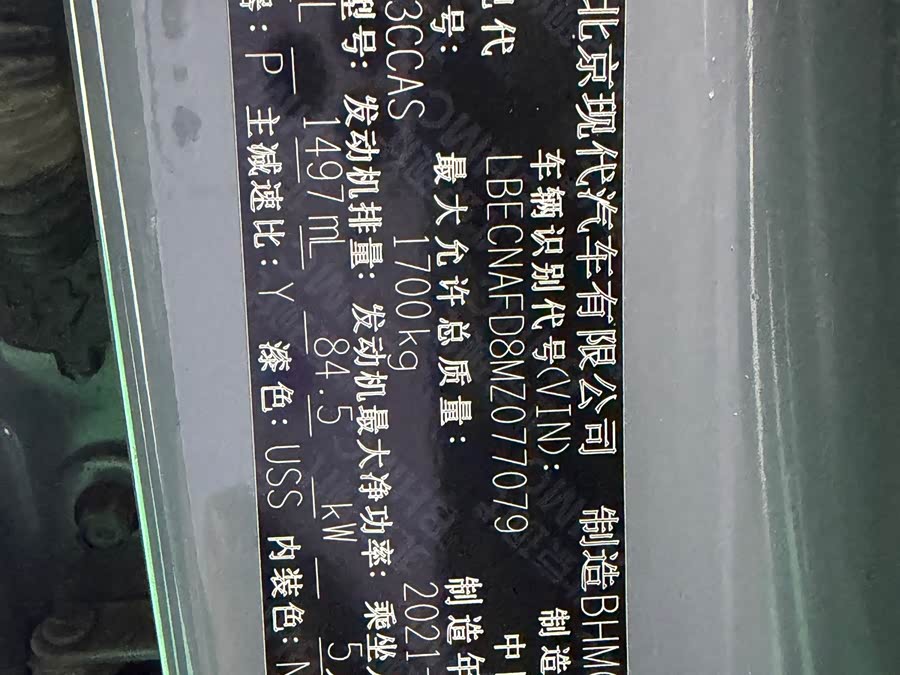 北京现代汽车有限公司 制造BHM
代 车辆识别代号(VIN): 制造
LBECNAFD8MZ077079 中
号: 最大允许总质量: 制造年
3CCAS 1700kg 2021
型号: 发动机排量: 发动机最大净功率: 乘坐
L 1497mL 84.5 kW 5
P 主减速比: Y 漆色: USS 内装色: